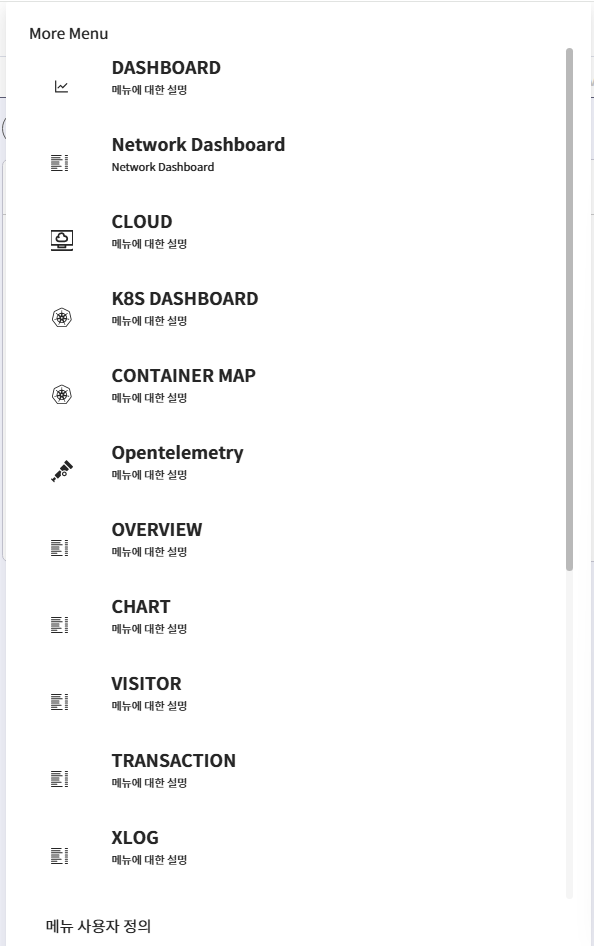 More Menu
DASHBOARD
메뉴에 대한 설명
Network Dashboard
Network Dashboard
CLOUD
메뉴에 대한 설명
K8S DASHBOARD
메뉴에 대한 설명
CONTAINER MAP
메뉴에 대한 설명
Opentelemetry
메뉴에 대한 설명
OVERVIEW
메뉴에 대한 설명
CHART
메뉴에 대한 설명
VISITOR
메뉴에 대한 설명
TRANSACTION
메뉴에 대한 설명
XLOG
메뉴에 대한 설명
메뉴 사용자 정의